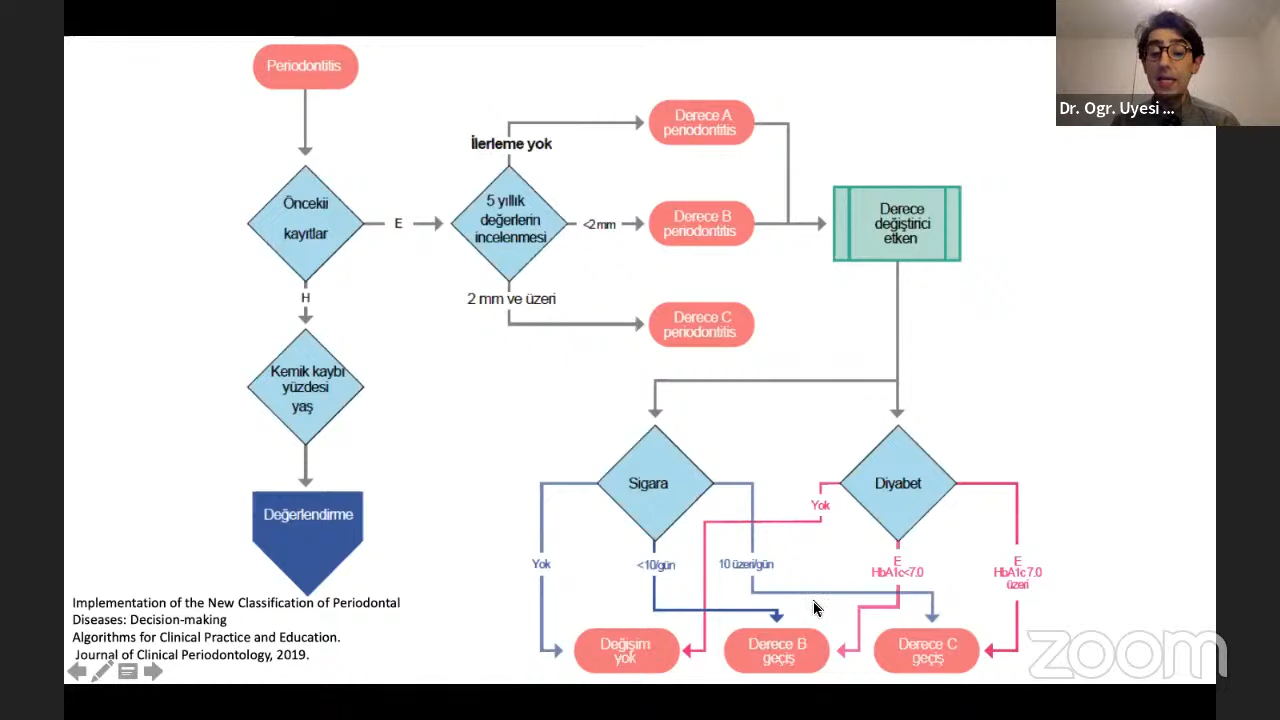 Periodontitis
Dr. Ogr. Uyesi ...
Derece A
periodontitis
İlerleme yok
Öncekii
kayıtlar
E
5 yıllık
değerlerin
incelenmesi
<2 mm
Derece B
periodontitis
Derece
değiştirici
etken
H
2 mm ve üzeri
Derece C
periodontitis
Kemik kaybı
yüzdesi
yaş
Sigara
Diyabet
Yok
Değerlendirme
Yok
<10/gün
10 üzeri/gün
E
HbA1c<7.0
E
HbA1c 7.0
üzeri
Değişim
yok
Derece B
geçiş
Derece C
geçiş
Implementation of the New Classification of Periodontal
Diseases: Decision-making
Algorithms for Clinical Practice and Education.
Journal of Clinical Periodontology, 2019.
zoom